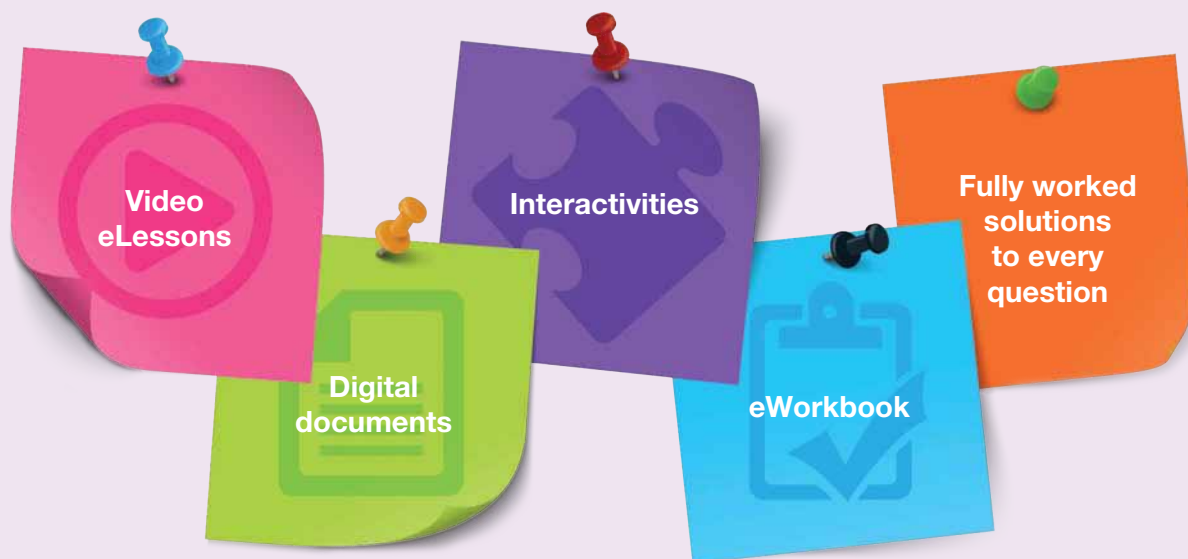 Video
eLessons
Digital
documents
Interactivities
eWorkbook
Fully worked
solutions
to every
question